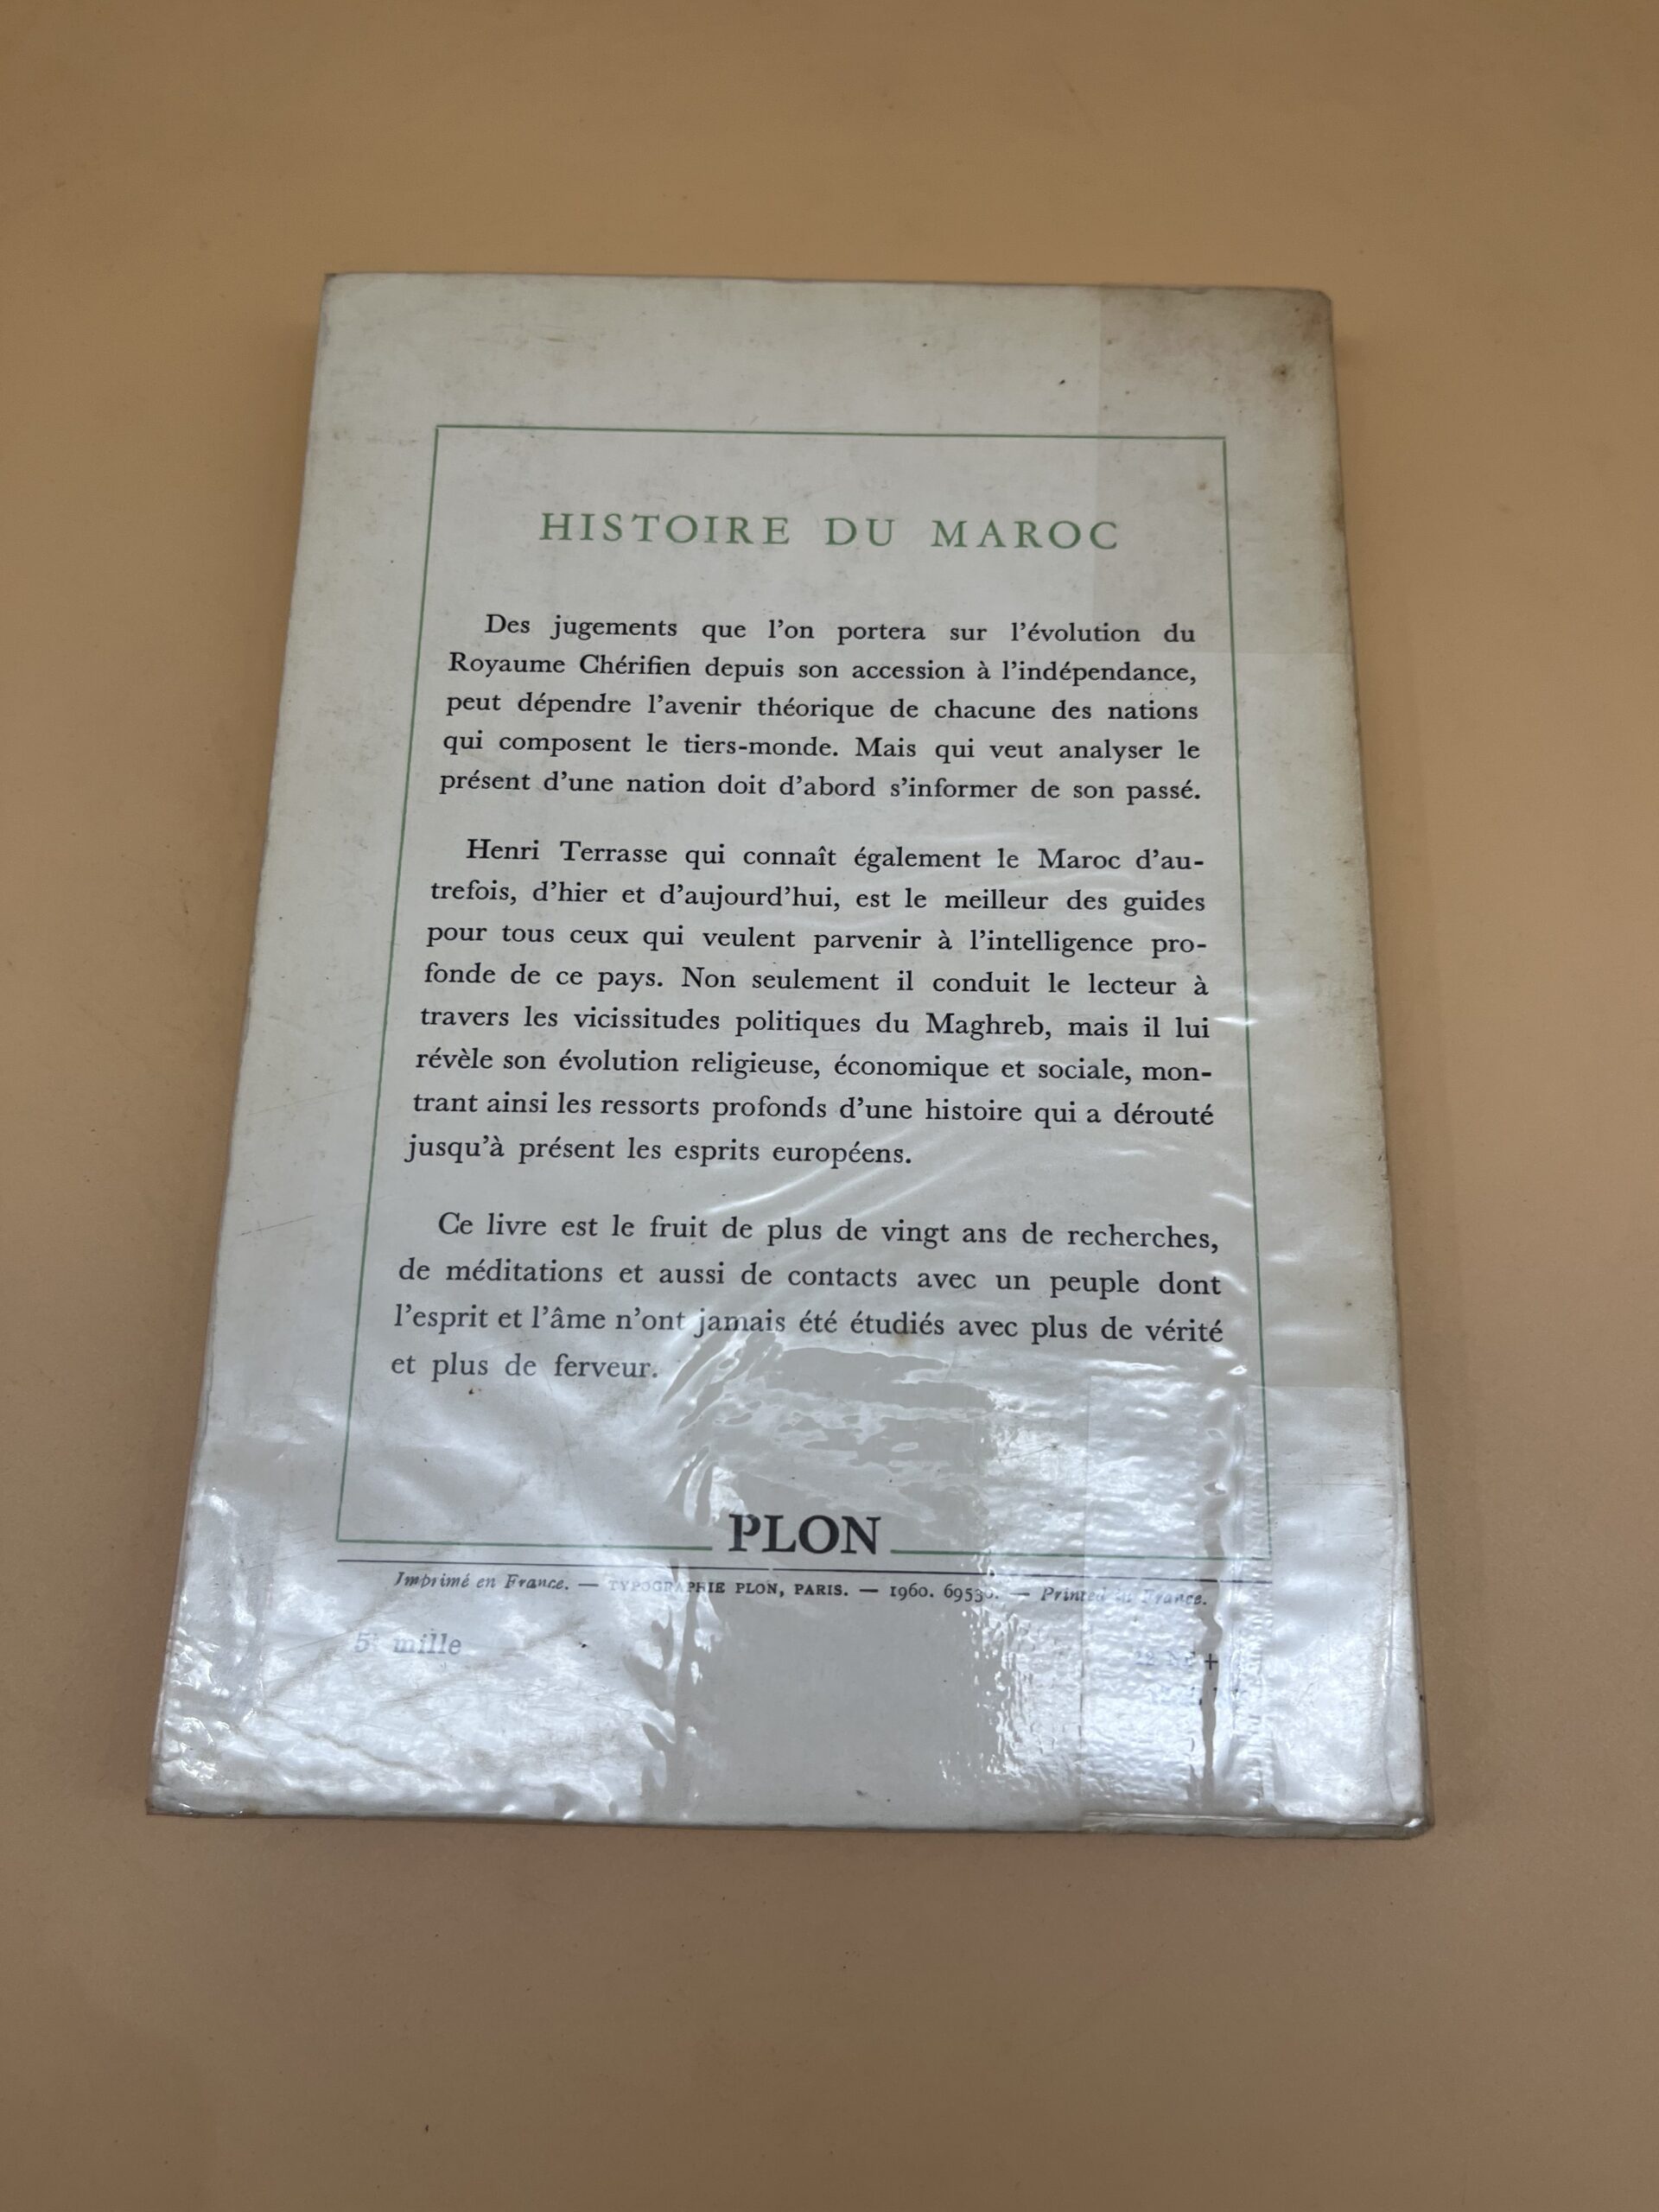 HISTOIRE DU MAROC
Des jugements que l'on portera sur l'évolution du
Royaume Chérifien depuis son accession à l'indépendance,
peut dépendre l'avenir théorique de chacune des nations
qui composent le tiers-monde. Mais qui veut analyser le
présent d'une nation doit d'abord s'informer de son passé.
Henri Terrasse qui connaît également le Maroc d'au-
trefois, d'hier et d'aujourd'hui, est le meilleur des guides
pour tous ceux qui veulent parvenir à l'intelligence pro-
fonde de ce pays. Non seulement il conduit le lecteur à
travers les vicissitudes politiques du Maghreb, mais il lui
révèle son évolution religieuse, économique et sociale, mon-
trant ainsi les ressorts profonds d'une histoire qui a dérouté
jusqu'à présent les esprits européens.
Ce livre est le fruit de plus de vingt ans de recherches,
de méditations et aussi de contacts avec un peuple dont
l'esprit et l'âme n'ont jamais été étudiés avec plus de vérité
et plus de ferveur.
PLON
Imprimé en France. — TYPOGRAPHIE PLON, PARIS. — 1960. — Printed in France.
mille
+